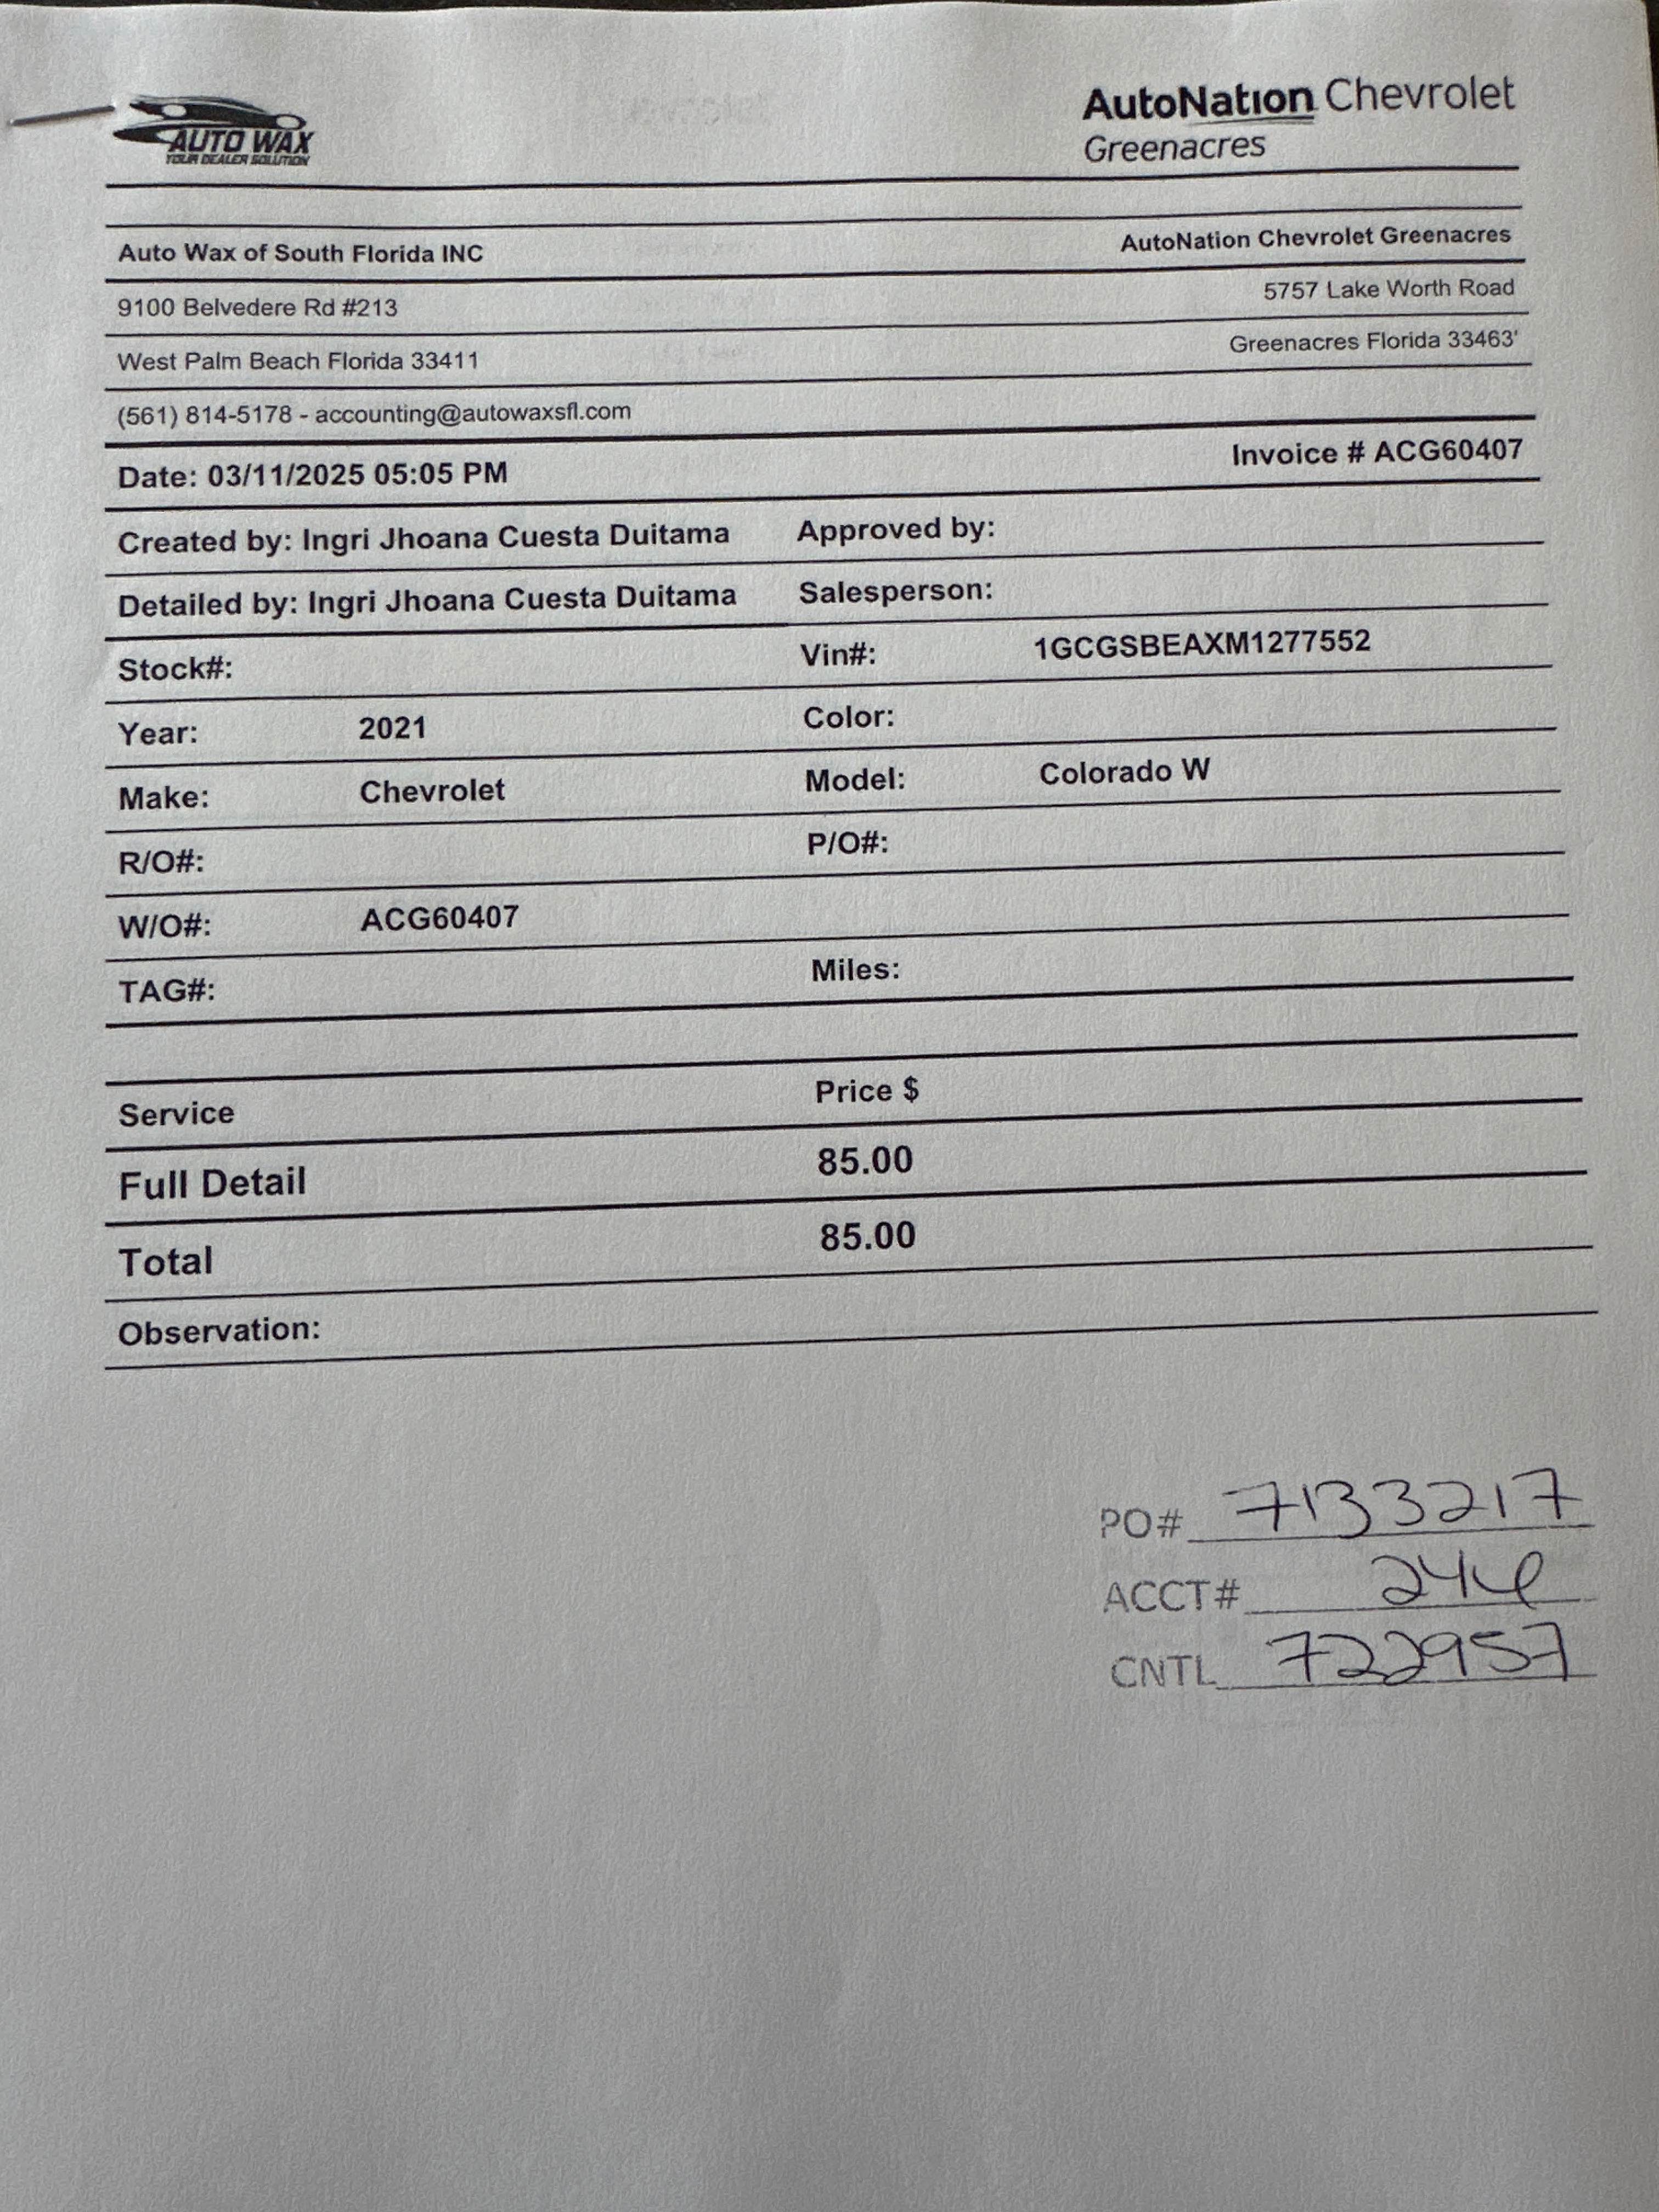 AUTO WAX
YOUR DEALER SOLUTION
AutoNation Chevrolet
Greenacres
Auto Wax of South Florida INC AutoNation Chevrolet Greenacres
9100 Belvedere Rd #213 5757 Lake Worth Road
West Palm Beach Florida 33411 Greenacres Florida 33463'
(561) 814-5178 - accounting@autowaxsfl.com
Date: 03/11/2025 05:05 PM Invoice # ACG60407
Created by: Ingri Jhoana Cuesta Duitama Approved by:
Detailed by: Ingri Jhoana Cuesta Duitama Salesperson:
Stock#: Vin#: 1GCGSBEAXM1277552
Year: 2021 Color:
Make: Chevrolet Model: Colorado W
R/O#: P/O#:
W/O#: ACG60407
TAG#: Miles:
Service Price $
Full Detail 85.00
Total 85.00
Observation:
PO# 7133217
ACCT#
CNTL 722957